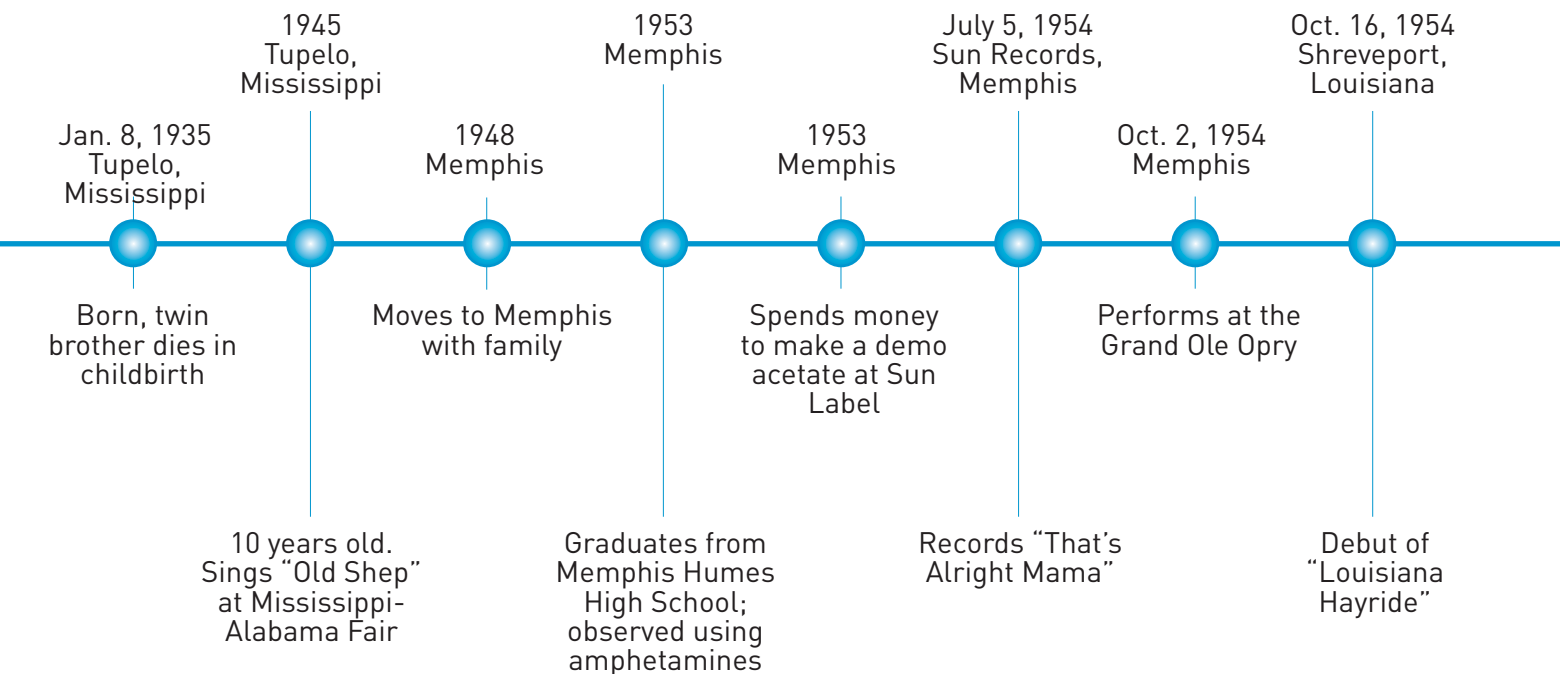 Jan. 8, 1935
Tupelo,
Mississippi
Born, twin
brother dies in
childbirth
1945
Tupelo,
Mississippi
10 years old.
Sings “Old Shep”
at Mississippi-
Alabama Fair
1948
Memphis
Moves to Memphis
with family
1953
Memphis
Graduates from
Memphis Humes
High School;
observed using
amphetamines
1953
Memphis
Spends money
to make a demo
acetate at Sun
Label
July 5, 1954
Sun Records,
Memphis
Records “That’s
Alright Mama”
Oct. 2, 1954
Memphis
Performs at the
Grand Ole Opry
Oct. 16, 1954
Shreveport,
Louisiana
Debut of
“Louisiana
Hayride”